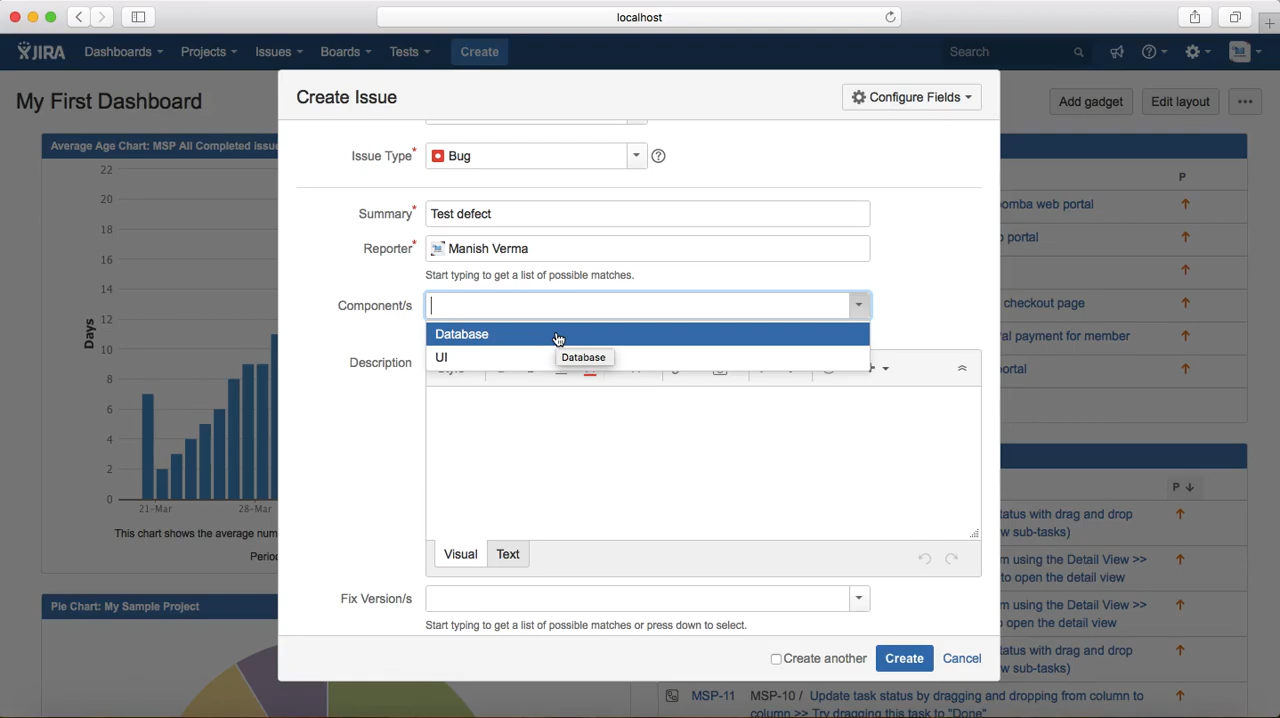 localhost
JIRA
Dashboards
Projects
Issues
Boards
Tests
Create
Search
My First Dashboard
Add gadget
Edit layout
Average Age Chart: MSP All Completed issu
22
20
18
16
14
12
10
8
6
4
2
0
Days
21-Mar
28-Mar
This chart shows the average num
Perio
Pie Chart: My Sample Project
Create Issue
Configure Fields
Issue Type*
Bug
Summary*
Test defect
Reporter*
Manish Verma
Start typing to get a list of possible matches.
Component/s
Database
UI
Database
Description
Visual
Text
Fix Version/s
Start typing to get a list of possible matches or press down to select.
Create another
Create
Cancel
P
omba web portal
portal
checkout page
al payment for member
ortal
P
tatus with drag and drop
w sub-tasks)
m using the Detail View >>
to open the detail view
m using the Detail View >>
open the detail view
tatus with drag and drop
w sub-tasks)
MSP-11
MSP-10 / Update task status by dragging and dropping from column to
column >> Try dragging this task to "Done"